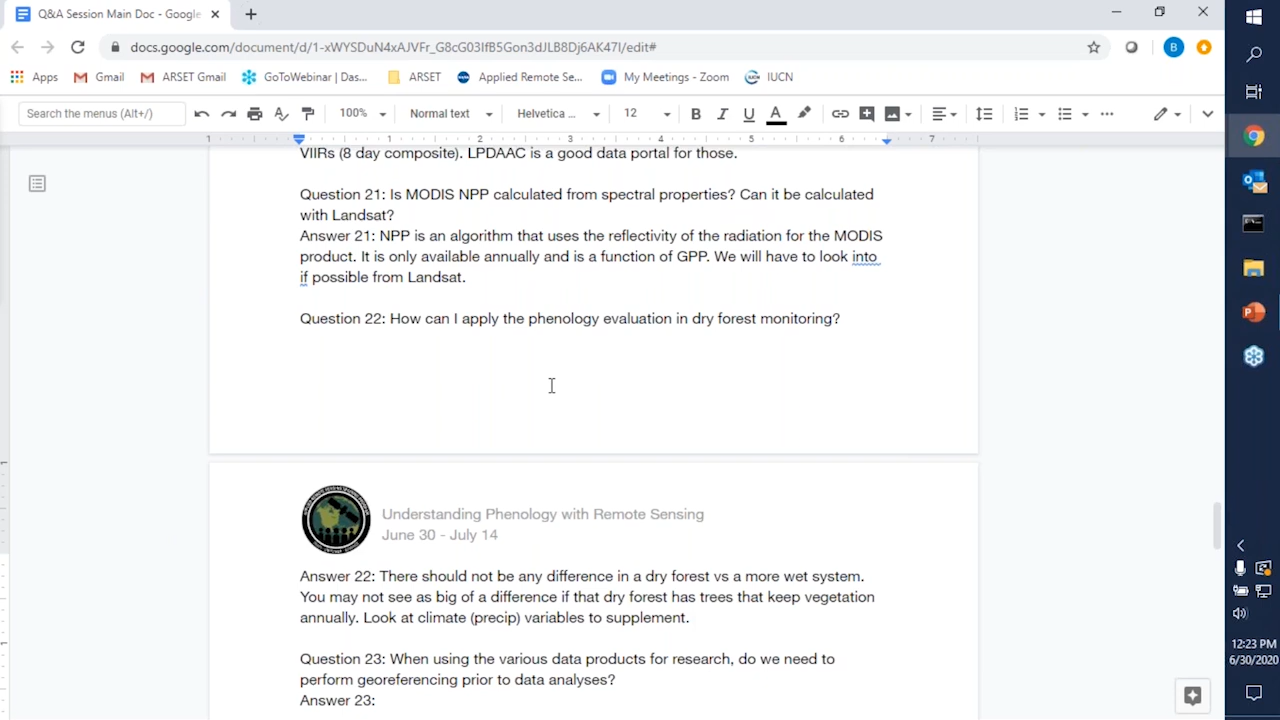 Q&A Session Main Doc - Google
docs.google.com/document/d/1-xWYSDuN4xAJVFr_G8cG03IfB5Gon3dJLB8Dj6AK47I/edit#
Apps
Gmail
ARSET Gmail
GoToWebinar | Das...
ARSET
Applied Remote Se...
My Meetings - Zoom
IUCN
Search the menus (Alt+/)
100%
Normal text
Helvetica ...
12
B I U A
1 1 2 3 4 5 6 7
VIIRs (8 day composite). LPDAAC is a good data portal for those.
Question 21: Is MODIS NPP calculated from spectral properties? Can it be calculated
with Landsat?
Answer 21: NPP is an algorithm that uses the reflectivity of the radiation for the MODIS
product. It is only available annually and is a function of GPP. We will have to look into
if possible from Landsat.
Question 22: How can I apply the phenology evaluation in dry forest monitoring?
Understanding Phenology with Remote Sensing
June 30 - July 14
Answer 22: There should not be any difference in a dry forest vs a more wet system.
You may not see as big of a difference if that dry forest has trees that keep vegetation
annually. Look at climate (precip) variables to supplement.
Question 23: When using the various data products for research, do we need to
perform georeferencing prior to data analyses?
Answer 23:
12:23 PM
6/30/2020